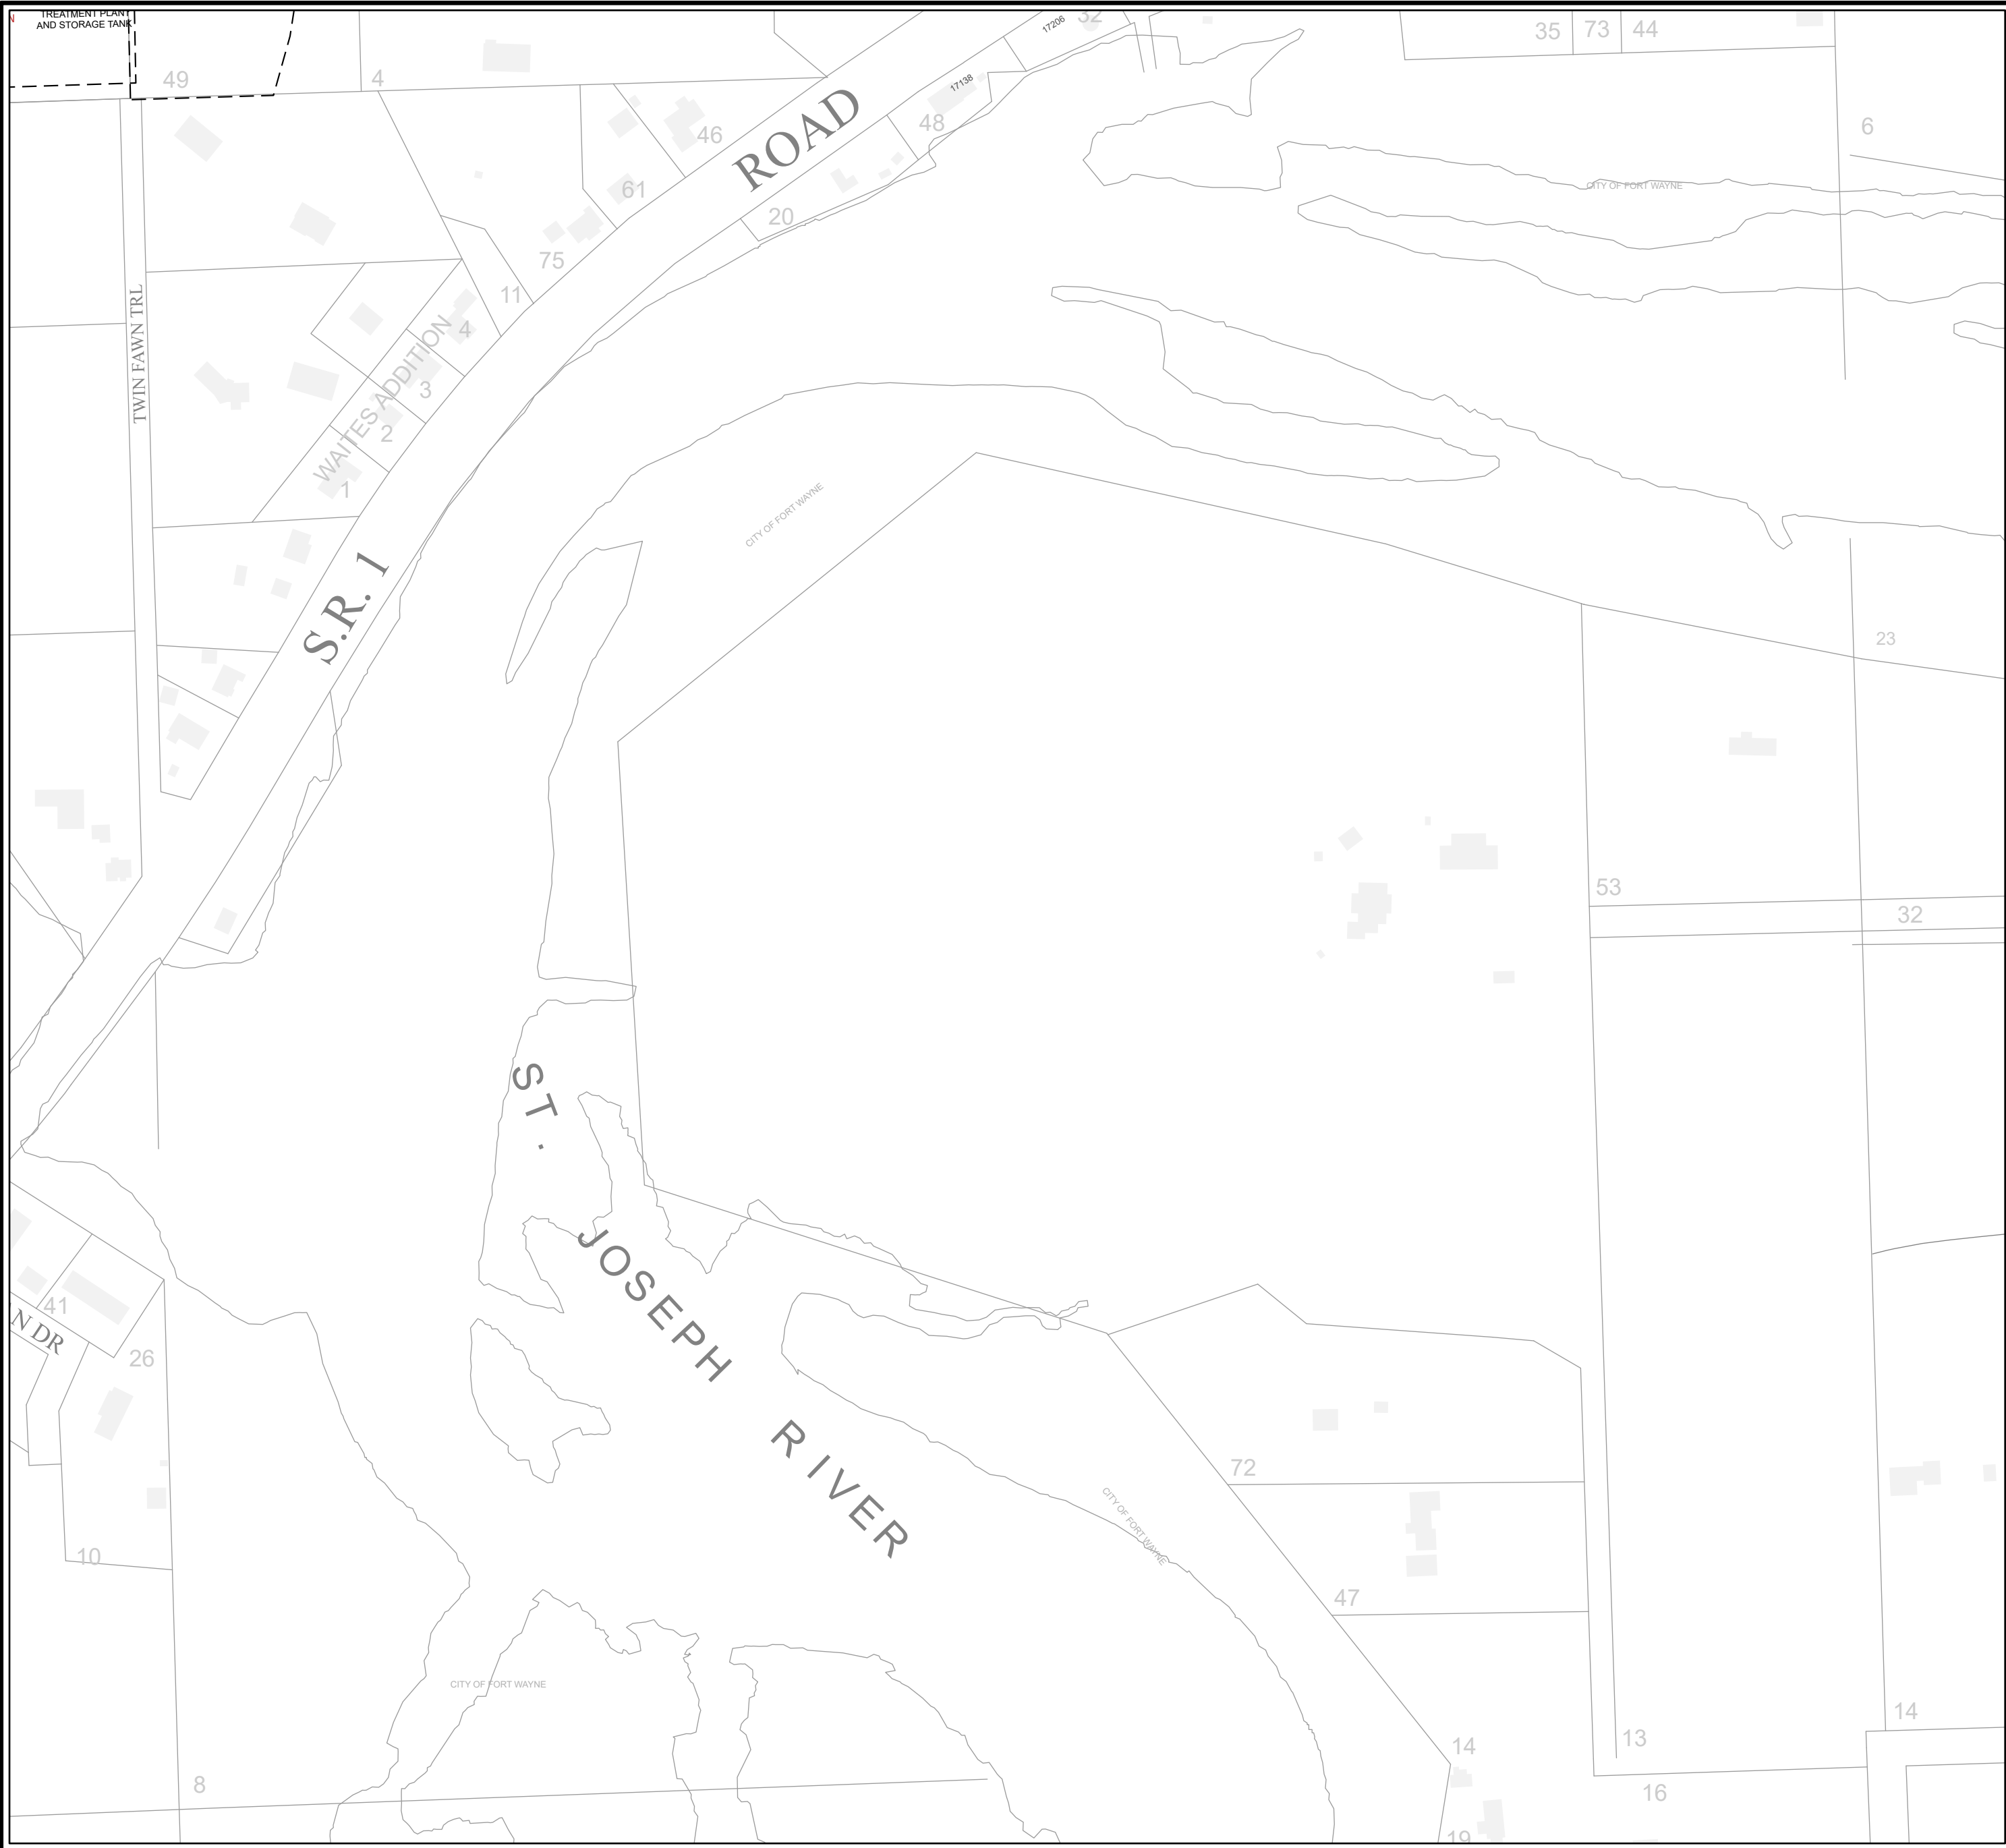 N
TREATMENT PLANT
AND STORAGE TANK
17206
32
35
73
44
49
4
17138
46
48
ROAD
6
61
20
CITY OF FORT WAYNE
75
11
TWIN FAWN TRL
WAITES ADDITION
4
3
2
1
CITY OF FORT WAYNE
S.R. 1
23
53
32
ST.
JOSEPH
RIVER
41
N DR
26
72
CITY OF FORT WAYNE
10
47
CITY OF FORT WAYNE
14
13
14
8
16
19